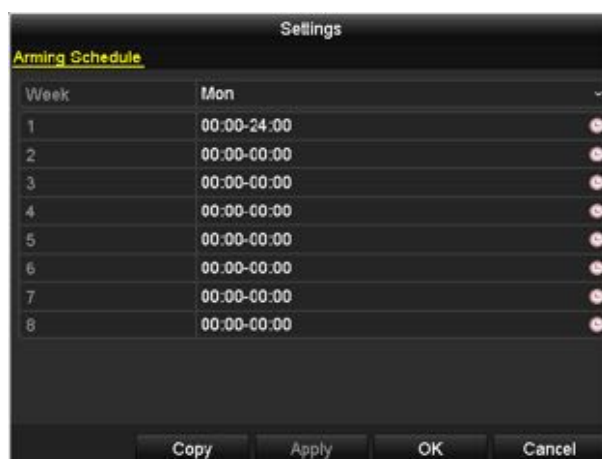 Settings
Arming Schedule
Week Mon
1 00:00-24:00
2 00:00-00:00
3 00:00-00:00
4 00:00-00:00
5 00:00-00:00
6 00:00-00:00
7 00:00-00:00
8 00:00-00:00
Copy Apply OK Cancel